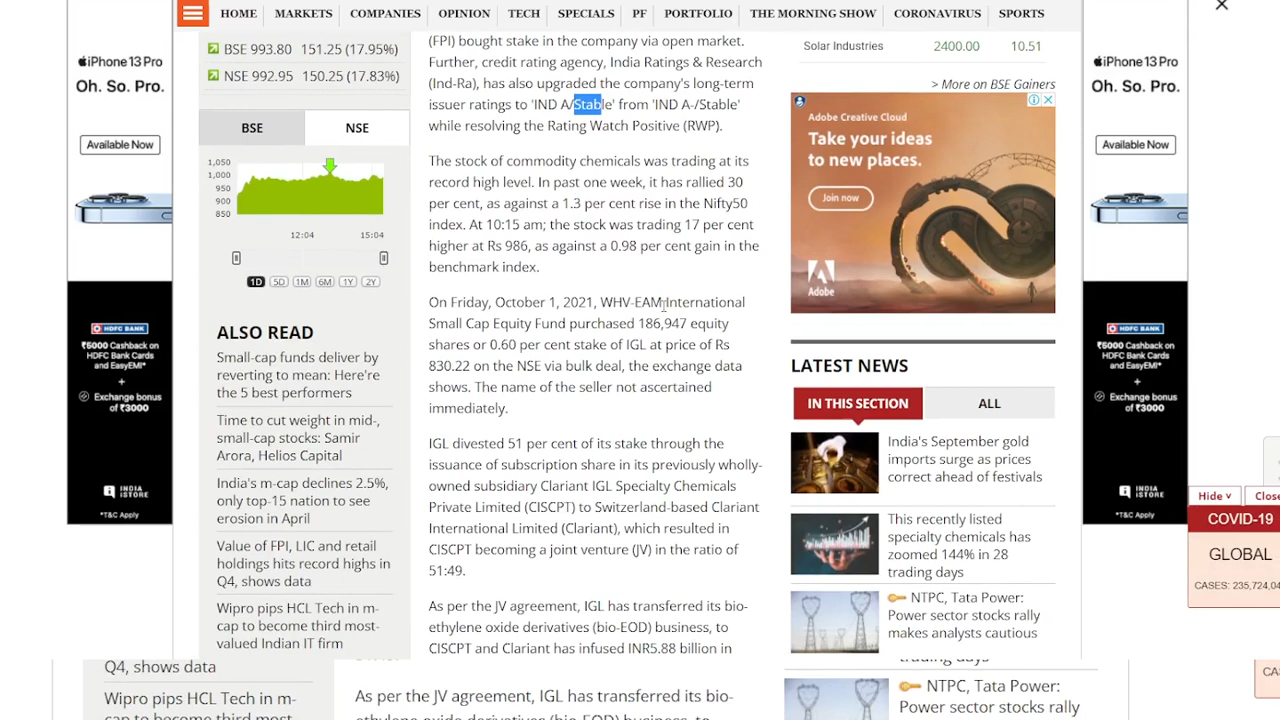 HOME
MARKETS
COMPANIES
OPINION
TECH
SPECIALS
PF
PORTFOLIO
THE MORNING SHOW
CORONAVIRUS
SPORTS
iPhone 13 Pro
Oh. So. Pro.
Available Now
HDFC BANK
₹5000 Cashback on
HDFC Bank Cards
and EasyEMI*
+
Exchange bonus
of ₹3000
INDIA
iSTORE
*T&C Apply
BSE 993.80 151.25 (17.95%)
NSE 992.95 150.25 (17.83%)
BSE
NSE
1,050
1,000
950
900
850
12:04
15:04
1D
5D
1M
6M
1Y
2Y
ALSO READ
Small-cap funds deliver by
reverting to mean: Here're
the 5 best performers
Time to cut weight in mid-,
small-cap stocks: Samir
Arora, Helios Capital
India's m-cap declines 2.5%,
only top-15 nation to see
erosion in April
Value of FPI, LIC and retail
holdings hits record highs in
Q4, shows data
Wipro pips HCL Tech in m-
cap to become third most-
valued Indian IT firm
(FPI) bought stake in the company via open market.
Further, credit rating agency, India Ratings & Research
(Ind-Ra), has also upgraded the company's long-term
issuer ratings to 'IND A/Stable' from 'IND A-/Stable'
while resolving the Rating Watch Positive (RWP).
The stock of commodity chemicals was trading at its
record high level. In past one week, it has rallied 30
per cent, as against a 1.3 per cent rise in the Nifty50
index. At 10:15 am; the stock was trading 17 per cent
higher at Rs 986, as against a 0.98 per cent gain in the
benchmark index.
On Friday, October 1, 2021, WHV-EAM International
Small Cap Equity Fund purchased 186,947 equity
shares or 0.60 per cent stake of IGL at price of Rs
830.22 on the NSE via bulk deal, the exchange data
shows. The name of the seller not ascertained
immediately.
IGL divested 51 per cent of its stake through the
issuance of subscription share in its previously wholly-
owned subsidiary Clariant IGL Specialty Chemicals
Private Limited (CISCPT) to Switzerland-based Clariant
International Limited (Clariant), which resulted in
CISCPT becoming a joint venture (JV) in the ratio of
51:49.
As per the JV agreement, IGL has transferred its bio-
ethylene oxide derivatives (bio-EOD) business, to
CISCPT and Clariant has infused INR5.88 billion in
Solar Industries 2400.00 10.51
> More on BSE Gainers
Adobe Creative Cloud
Take your ideas
to new places.
Join now
Adobe
LATEST NEWS
IN THIS SECTION
ALL
India's September gold
imports surge as prices
correct ahead of festivals
This recently listed
specialty chemicals has
zoomed 144% in 28
trading days
NTPC, Tata Power:
Power sector stocks rally
makes analysts cautious
iPhone 13 Pro
Oh. So. Pro.
Available Now
HDFC BANK
₹5000 Cashback on
HDFC Bank Cards
and EasyEMI*
+
Exchange bonus
of ₹3000
INDIA
iSTORE
*T&C Apply
Hide v
Close
COVID-19
GLOBAL
CASES: 235,724,0
Q4, shows data
Wipro pips HCL Tech in m-
cap to become third most-
As per the JV agreement, IGL has transferred its bio-
ethylene oxide derivatives (bio-EOD) business, to
trading days
NTPC, Tata Power:
Power sector stocks rally
CA